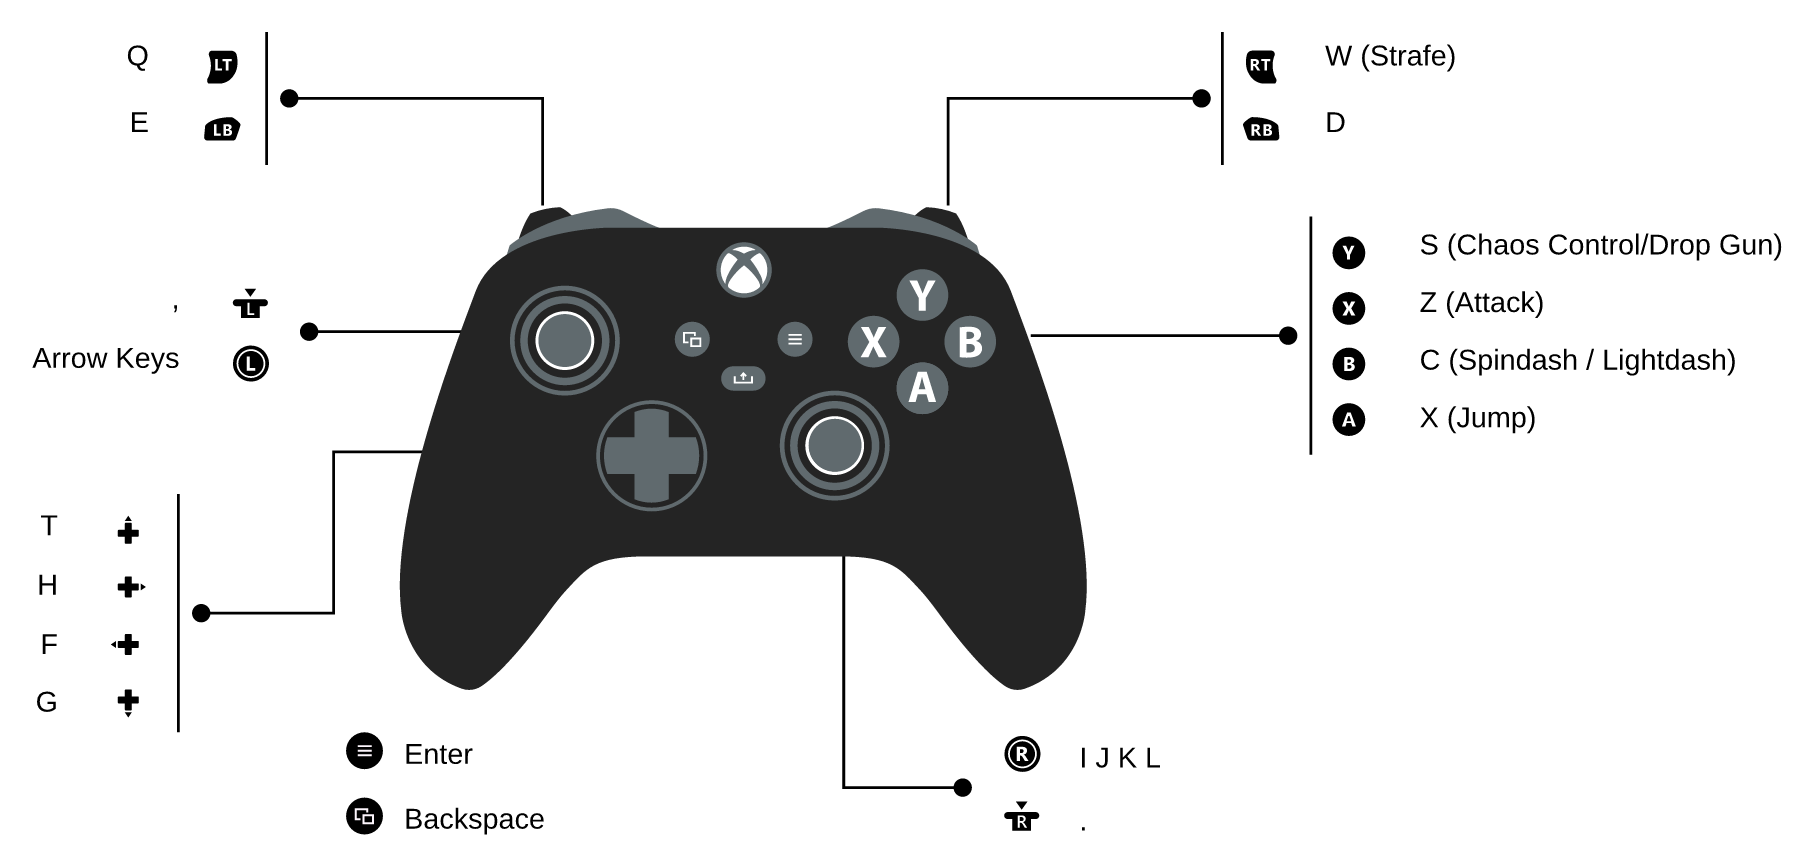 Q LT
E LB
RT W (Strafe)
RB D
Y S (Chaos Control/Drop Gun)
X Z (Attack)
B C (Spindash / Lightdash)
A X (Jump)
, L
Arrow Keys L
Y
X B
A
T
H
F
G
Enter
Backspace
R I J K L
R .